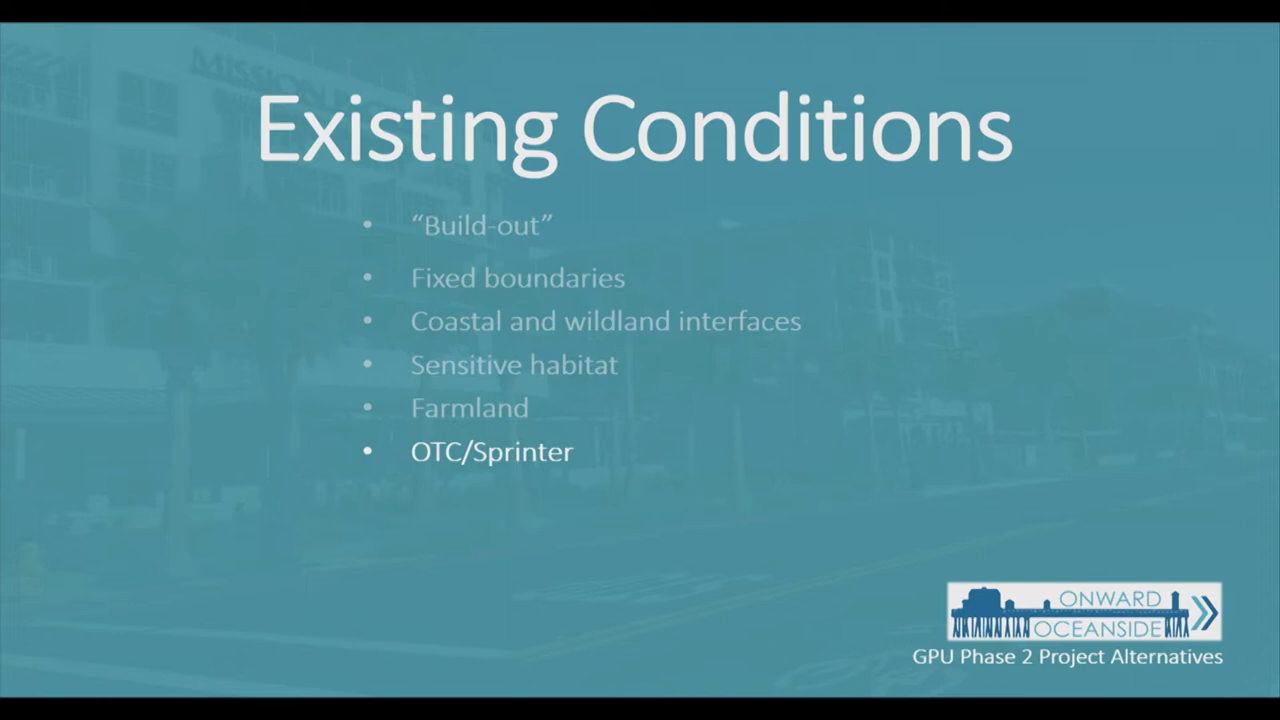 Existing Conditions
• “Build-out”
• Fixed boundaries
• Coastal and wildland interfaces
• Sensitive habitat
• Farmland
• OTC/Sprinter
ONWARD
OCEANSIDE
GPU Phase 2 Project Alternatives